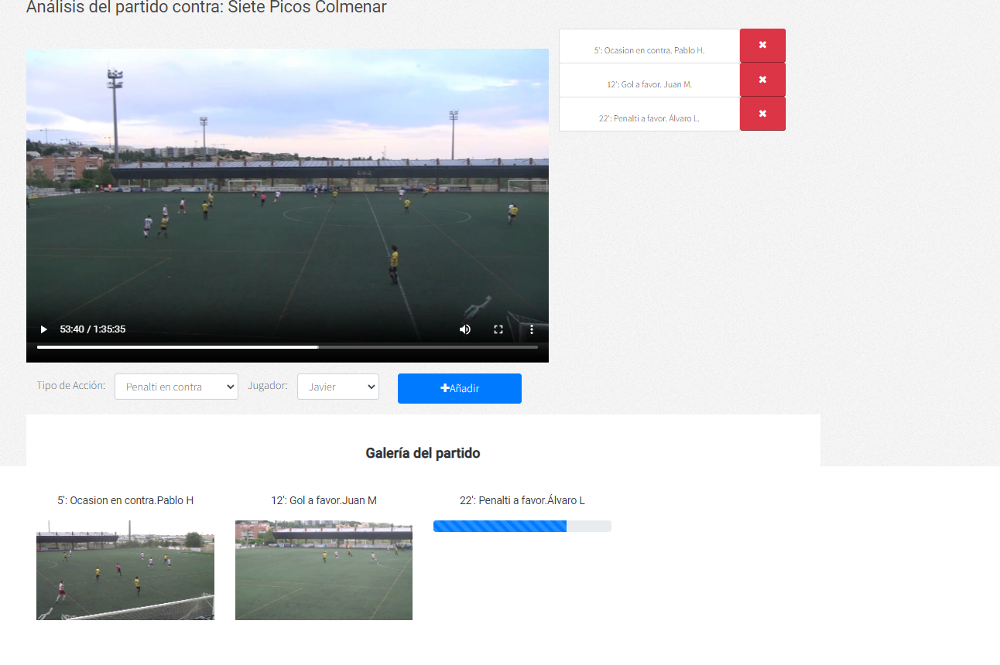 Análisis del partido contra: Siete Picos Colmenar
5': Ocasion en contra. Pablo H.
12': Gol a favor. Juan M.
22': Penalti a favor. Álvaro L.
53:40 / 1:35:35
Tipo de Acción: Penalti en contra Jugador: Javier Añadir
Galería del partido
5': Ocasion en contra.Pablo H 12': Gol a favor.Juan M 22': Penalti a favor.Álvaro L